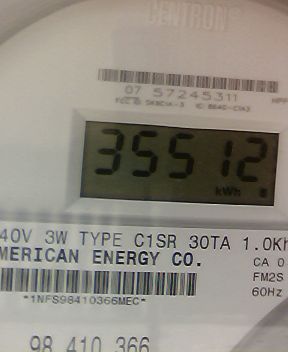 CENTRON®
07 57245311
35512
kWh
40V 3W TYPE C1SR 30TA 1.0Kh
MERICAN ENERGY CO.
CA 0
FM2S
60Hz
*1NFS98410366MEC*
98 410 366